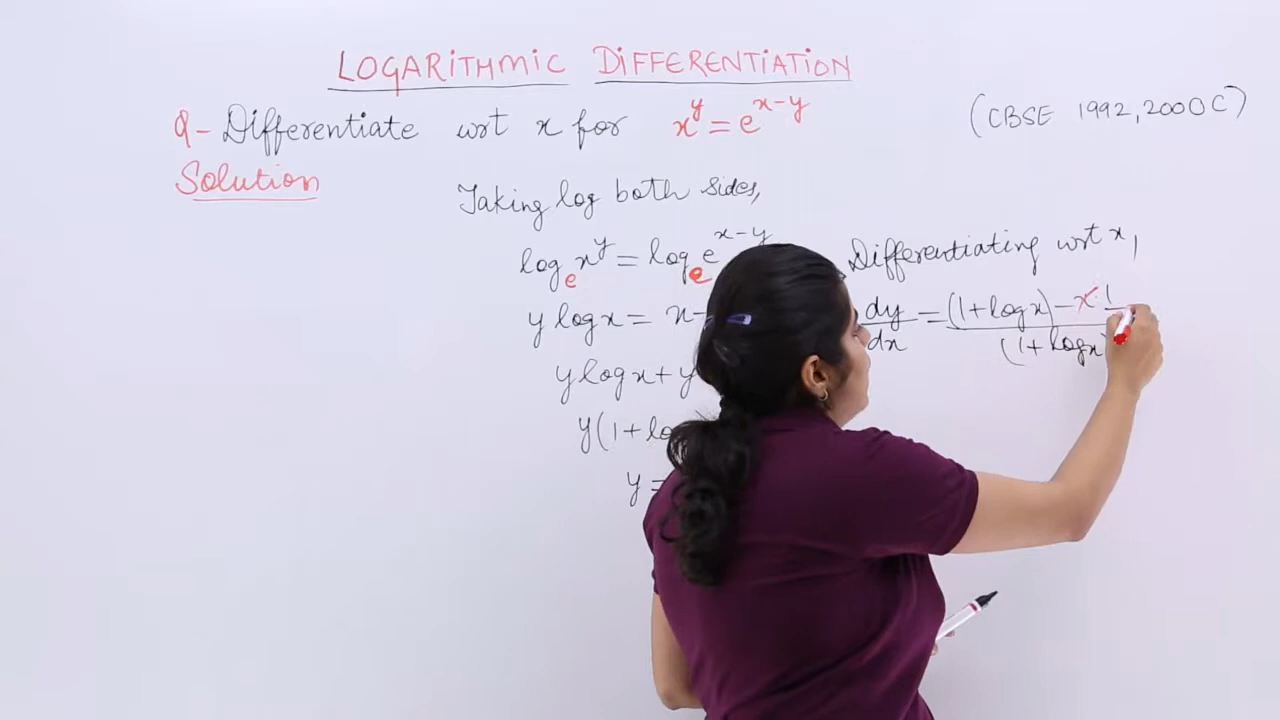 LOGARITHMIC DIFFERENTIATION
Q- Differentiate wrt x for x^y = e^(x-y)
(CBSE 1992, 2000C)
Solution
Taking log both sides,
log_e x^y = log_e e^(x-y)
y log x = x-
y log x + y
y(1+lo
y =
Differentiating wrt x,
dy/dx = ((1+log x) - x · 1/)/(1+log x)